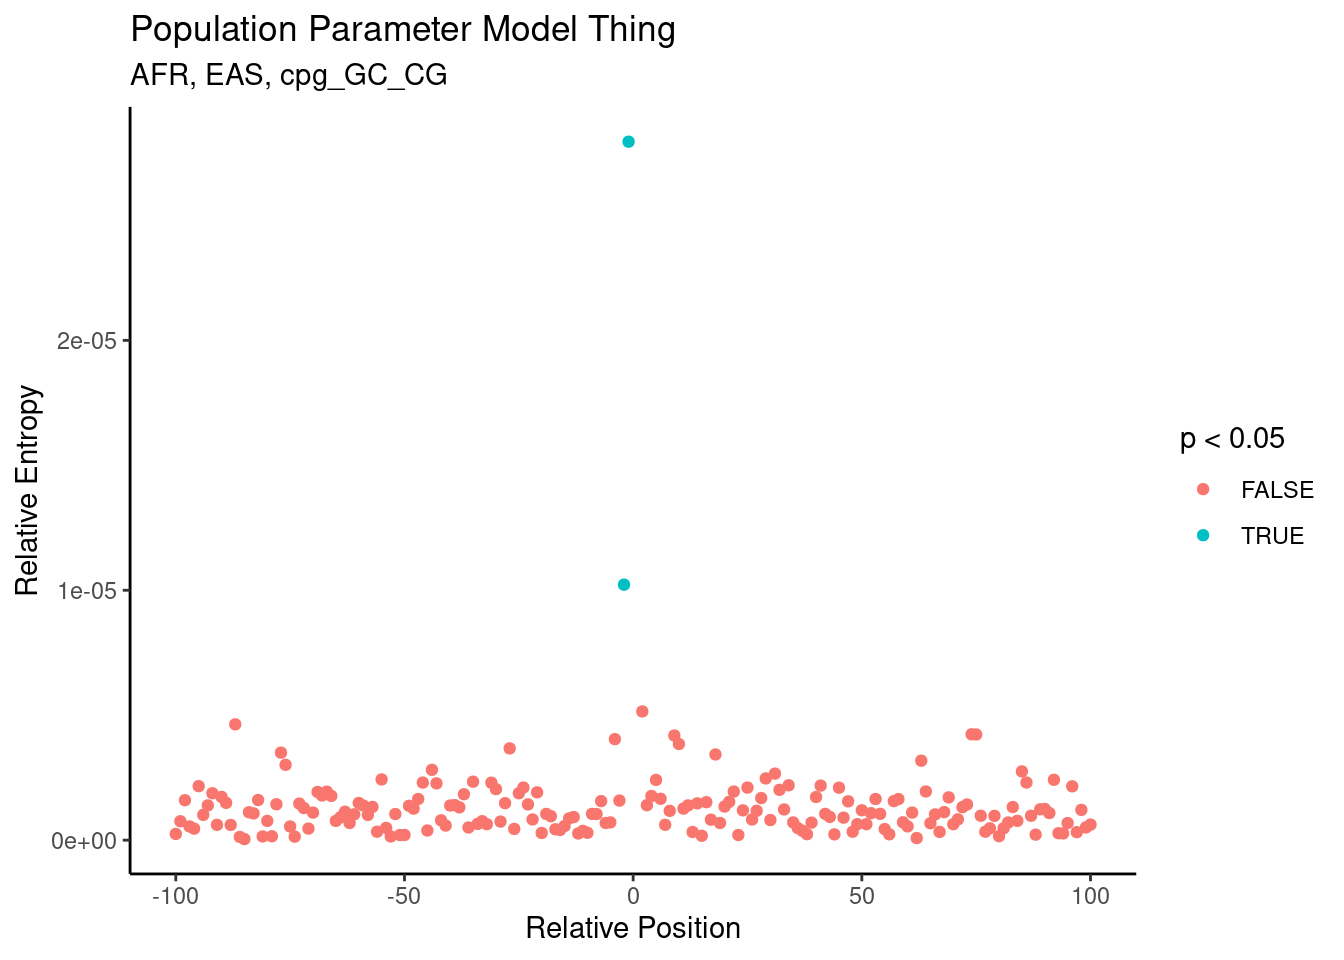 Population Parameter Model Thing
AFR, EAS, cpg_GC_CG
2e-05
1e-05
0e+00
Relative Entropy
-100
-50
0
50
100
Relative Position
p < 0.05
FALSE
TRUE